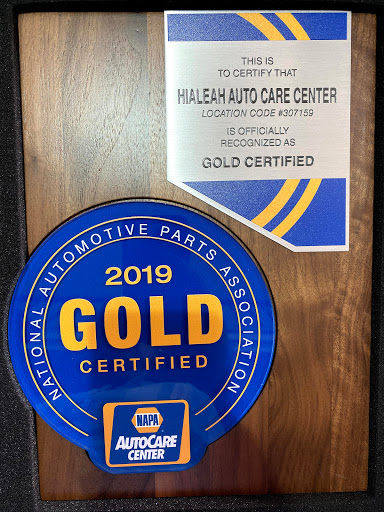 THIS IS
TO CERTIFY THAT
HIALEAH AUTO CARE CENTER
LOCATION CODE #307159
IS OFFICIALLY
RECOGNIZED AS
GOLD CERTIFIED
NATIONAL AUTOMOTIVE PARTS ASSOCIATION
2019
GOLD
CERTIFIED
NAPA
AUTOCARE
CENTER